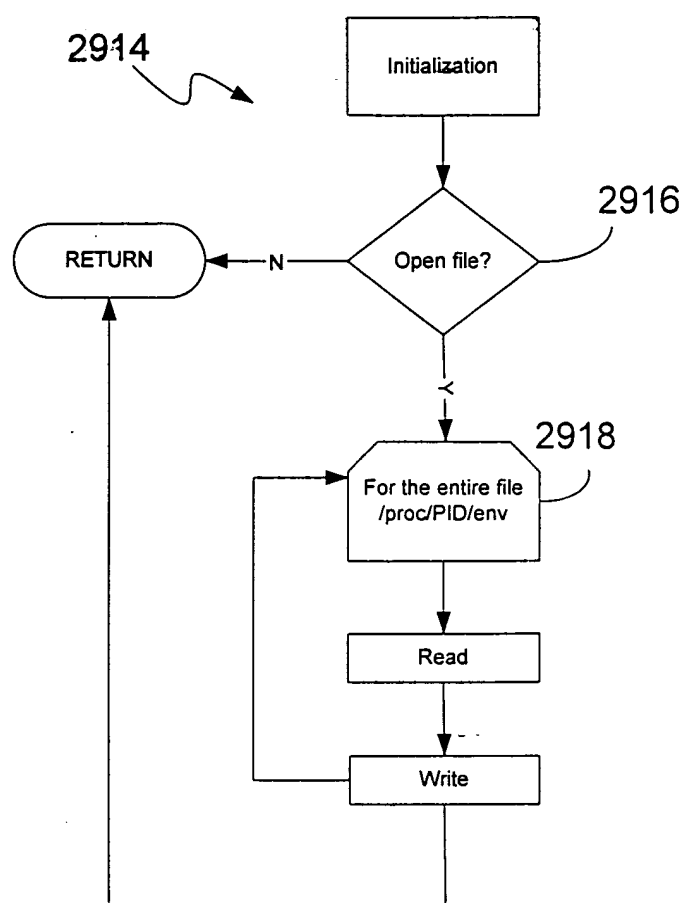 2914
Initialization
2916
Open file?
RETURN
N
Y
2918
For the entire file
/proc/PID/env
Read
Write